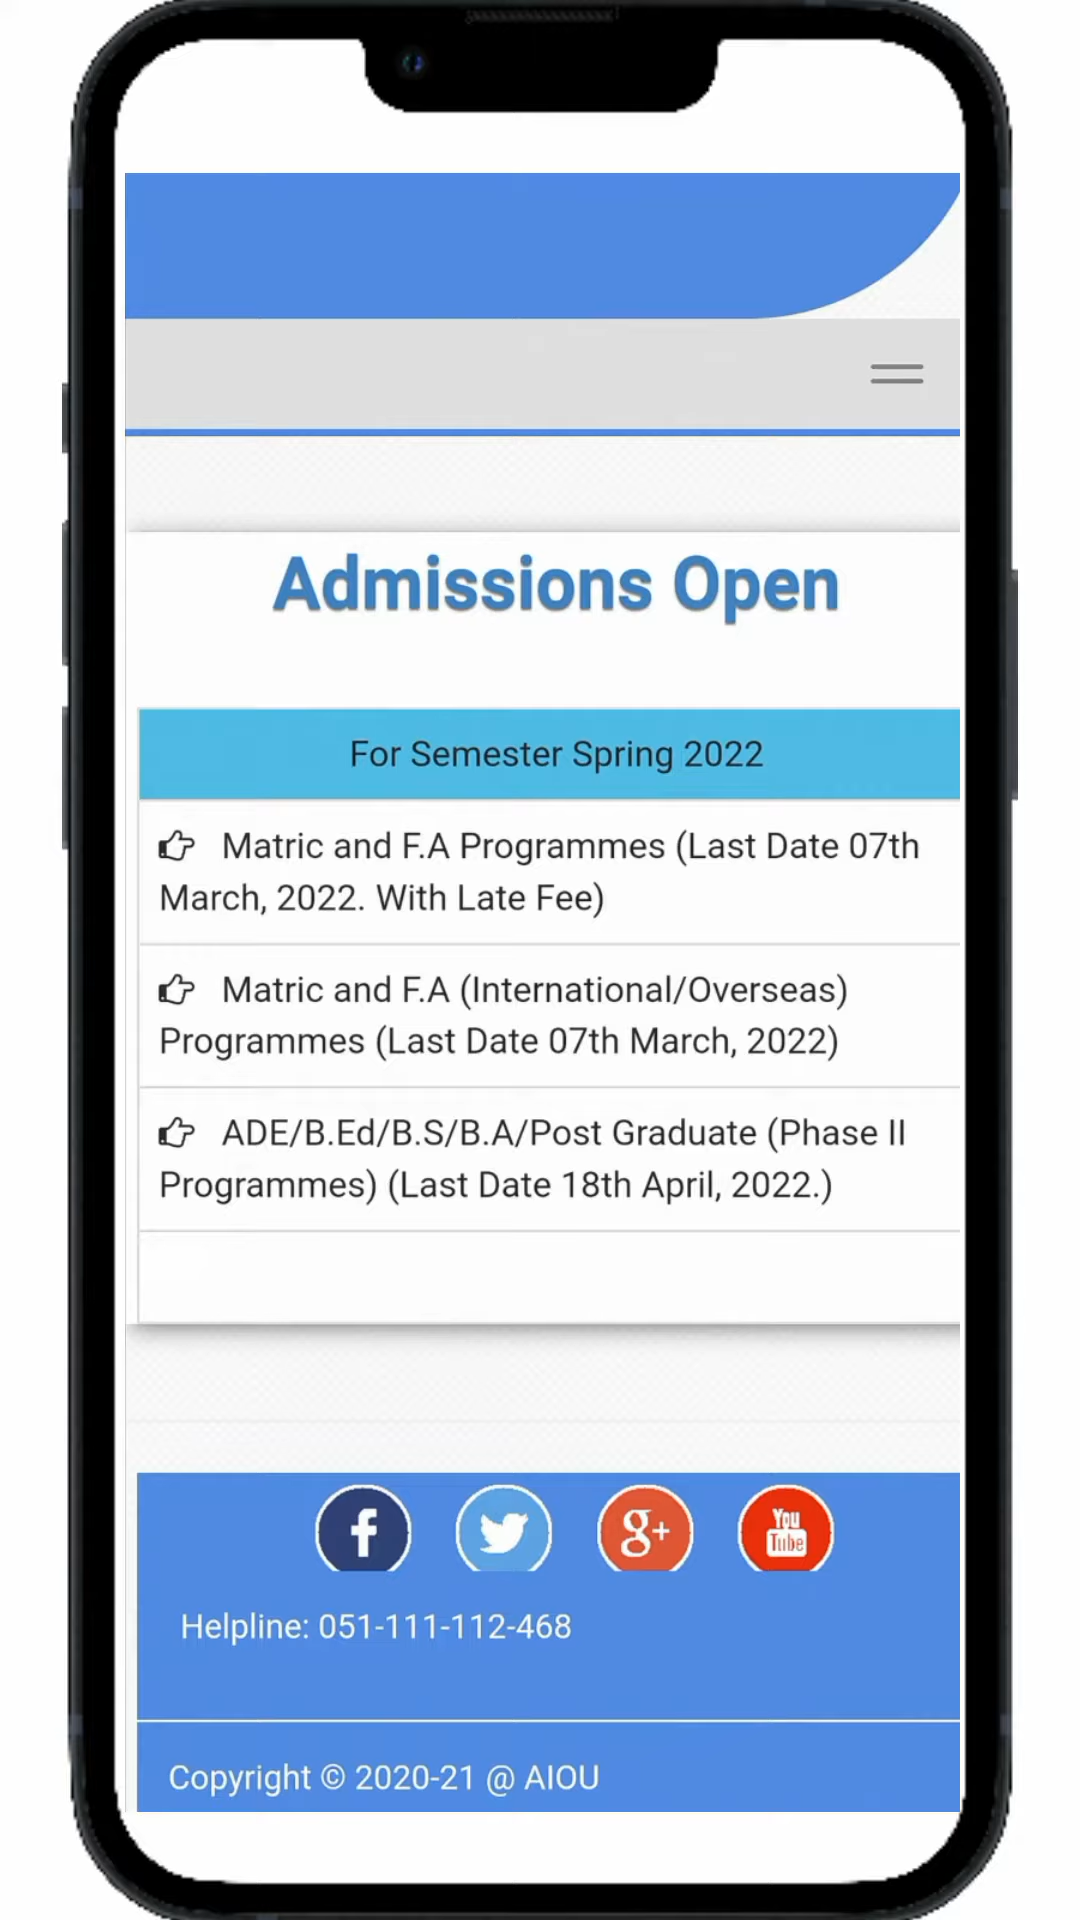 Admissions Open
For Semester Spring 2022
Matric and F.A Programmes (Last Date 07th
March, 2022. With Late Fee)
Matric and F.A (International/Overseas)
Programmes (Last Date 07th March, 2022)
ADE/B.Ed/B.S/B.A/Post Graduate (Phase II
Programmes) (Last Date 18th April, 2022.)
f g+ You
Tube
Helpline: 051-111-112-468
Copyright © 2020-21 @ AIOU